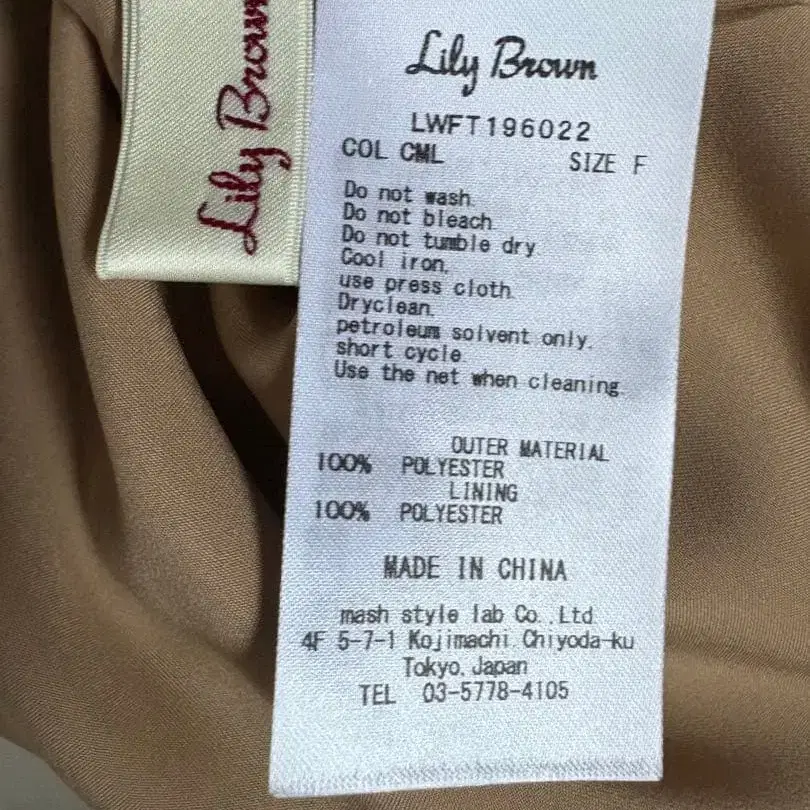 Lily Brown
Lily Brown
LWFT196022
COL CML SIZE F
Do not wash.
Do not bleach.
Do not tumble dry.
Cool iron,
use press cloth.
Dryclean.
petroleum solvent only.
short cycle.
Use the net when cleaning.
OUTER MATERIAL
100% POLYESTER
LINING
100% POLYESTER
MADE IN CHINA
mash style lab Co.,Ltd.
4F 5-7-1 Kojimachi, Chiyoda-ku
Tokyo, Japan
TEL 03-5778-4105